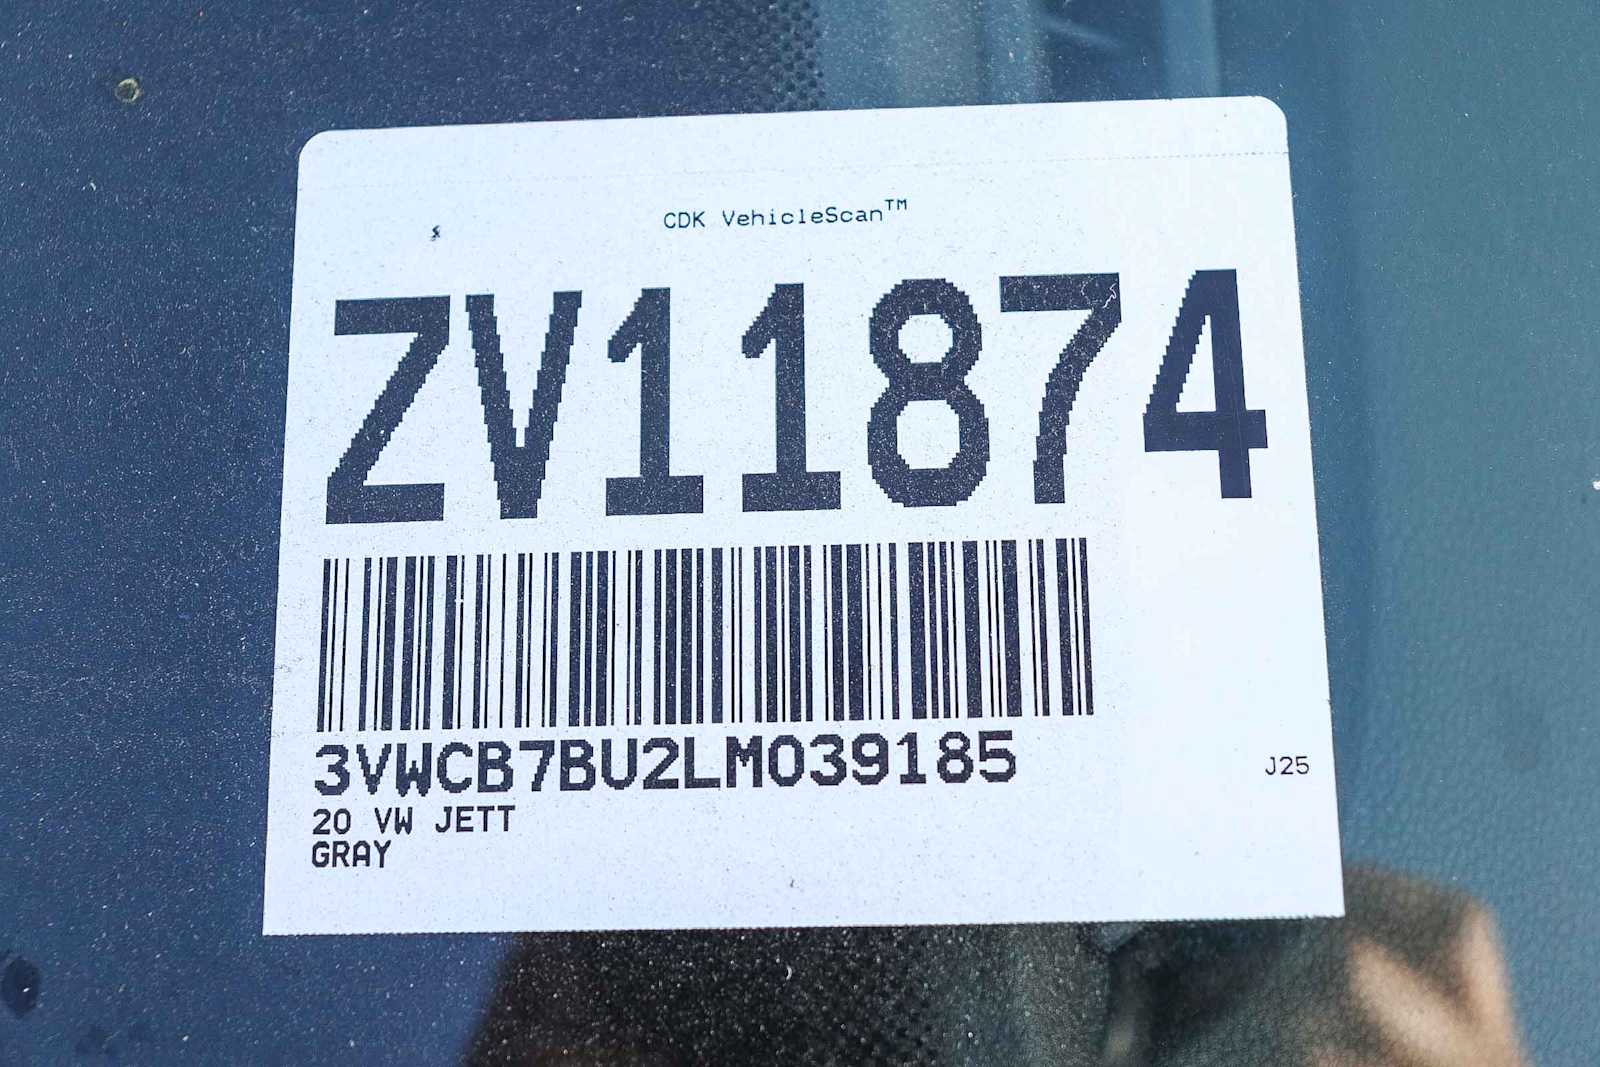 CDK VehicleScan™
ZV11874
3VWCB7BU2LM039185
J25
20 VW JETT
GRAY